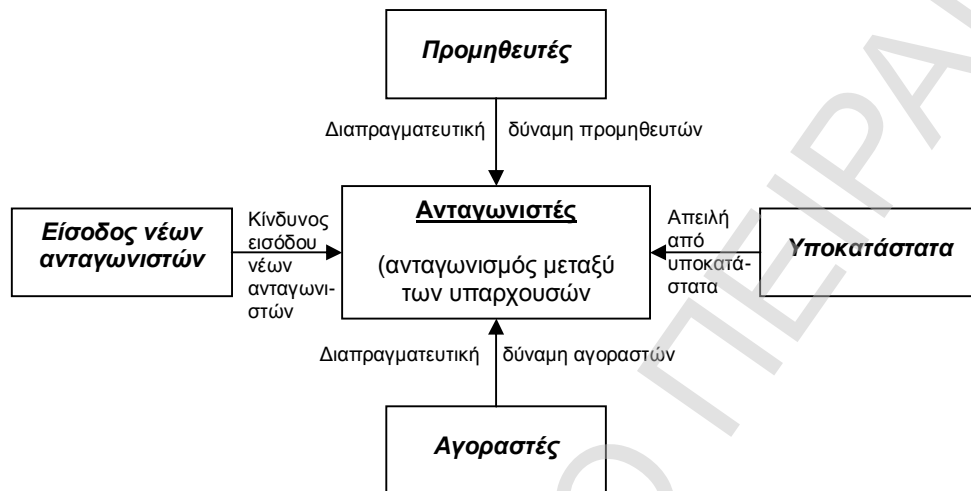 Προμηθευτές
Διαπραγματευτική δύναμη προμηθευτών
Είσοδος νέων
ανταγωνιστών
Κίνδυνος
εισόδου
νέων
ανταγωνι-
στών
Ανταγωνιστές
(ανταγωνισμός μεταξύ
των υπαρχουσών
Απειλή
από
υποκατά-
στατα
Υποκατάστατα
Διαπραγματευτική δύναμη αγοραστών
Αγοραστές